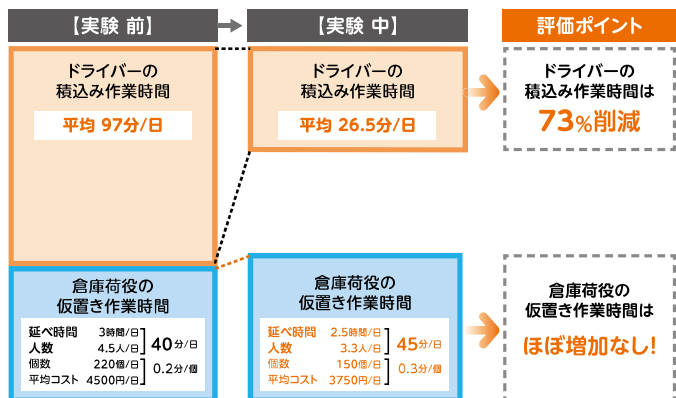 【実験 前】
【実験 中】
評価ポイント
ドライバーの
積込み作業時間
平均 97分/日
ドライバーの
積込み作業時間
平均 26.5分/日
ドライバーの
積込み作業時間は
73%削減
倉庫荷役の
仮置き作業時間
延べ時間 3時間/日
人数 4.5人/日
40分/日
個数 220個/日
平均コスト 4500円/日
0.2分/個
倉庫荷役の
仮置き作業時間
延べ時間 2.5時間/日
人数 3.3人/日
45分/日
個数 150個/日
平均コスト 3750円/日
0.3分/個
倉庫荷役の
仮置き作業時間は
ほぼ増加なし!